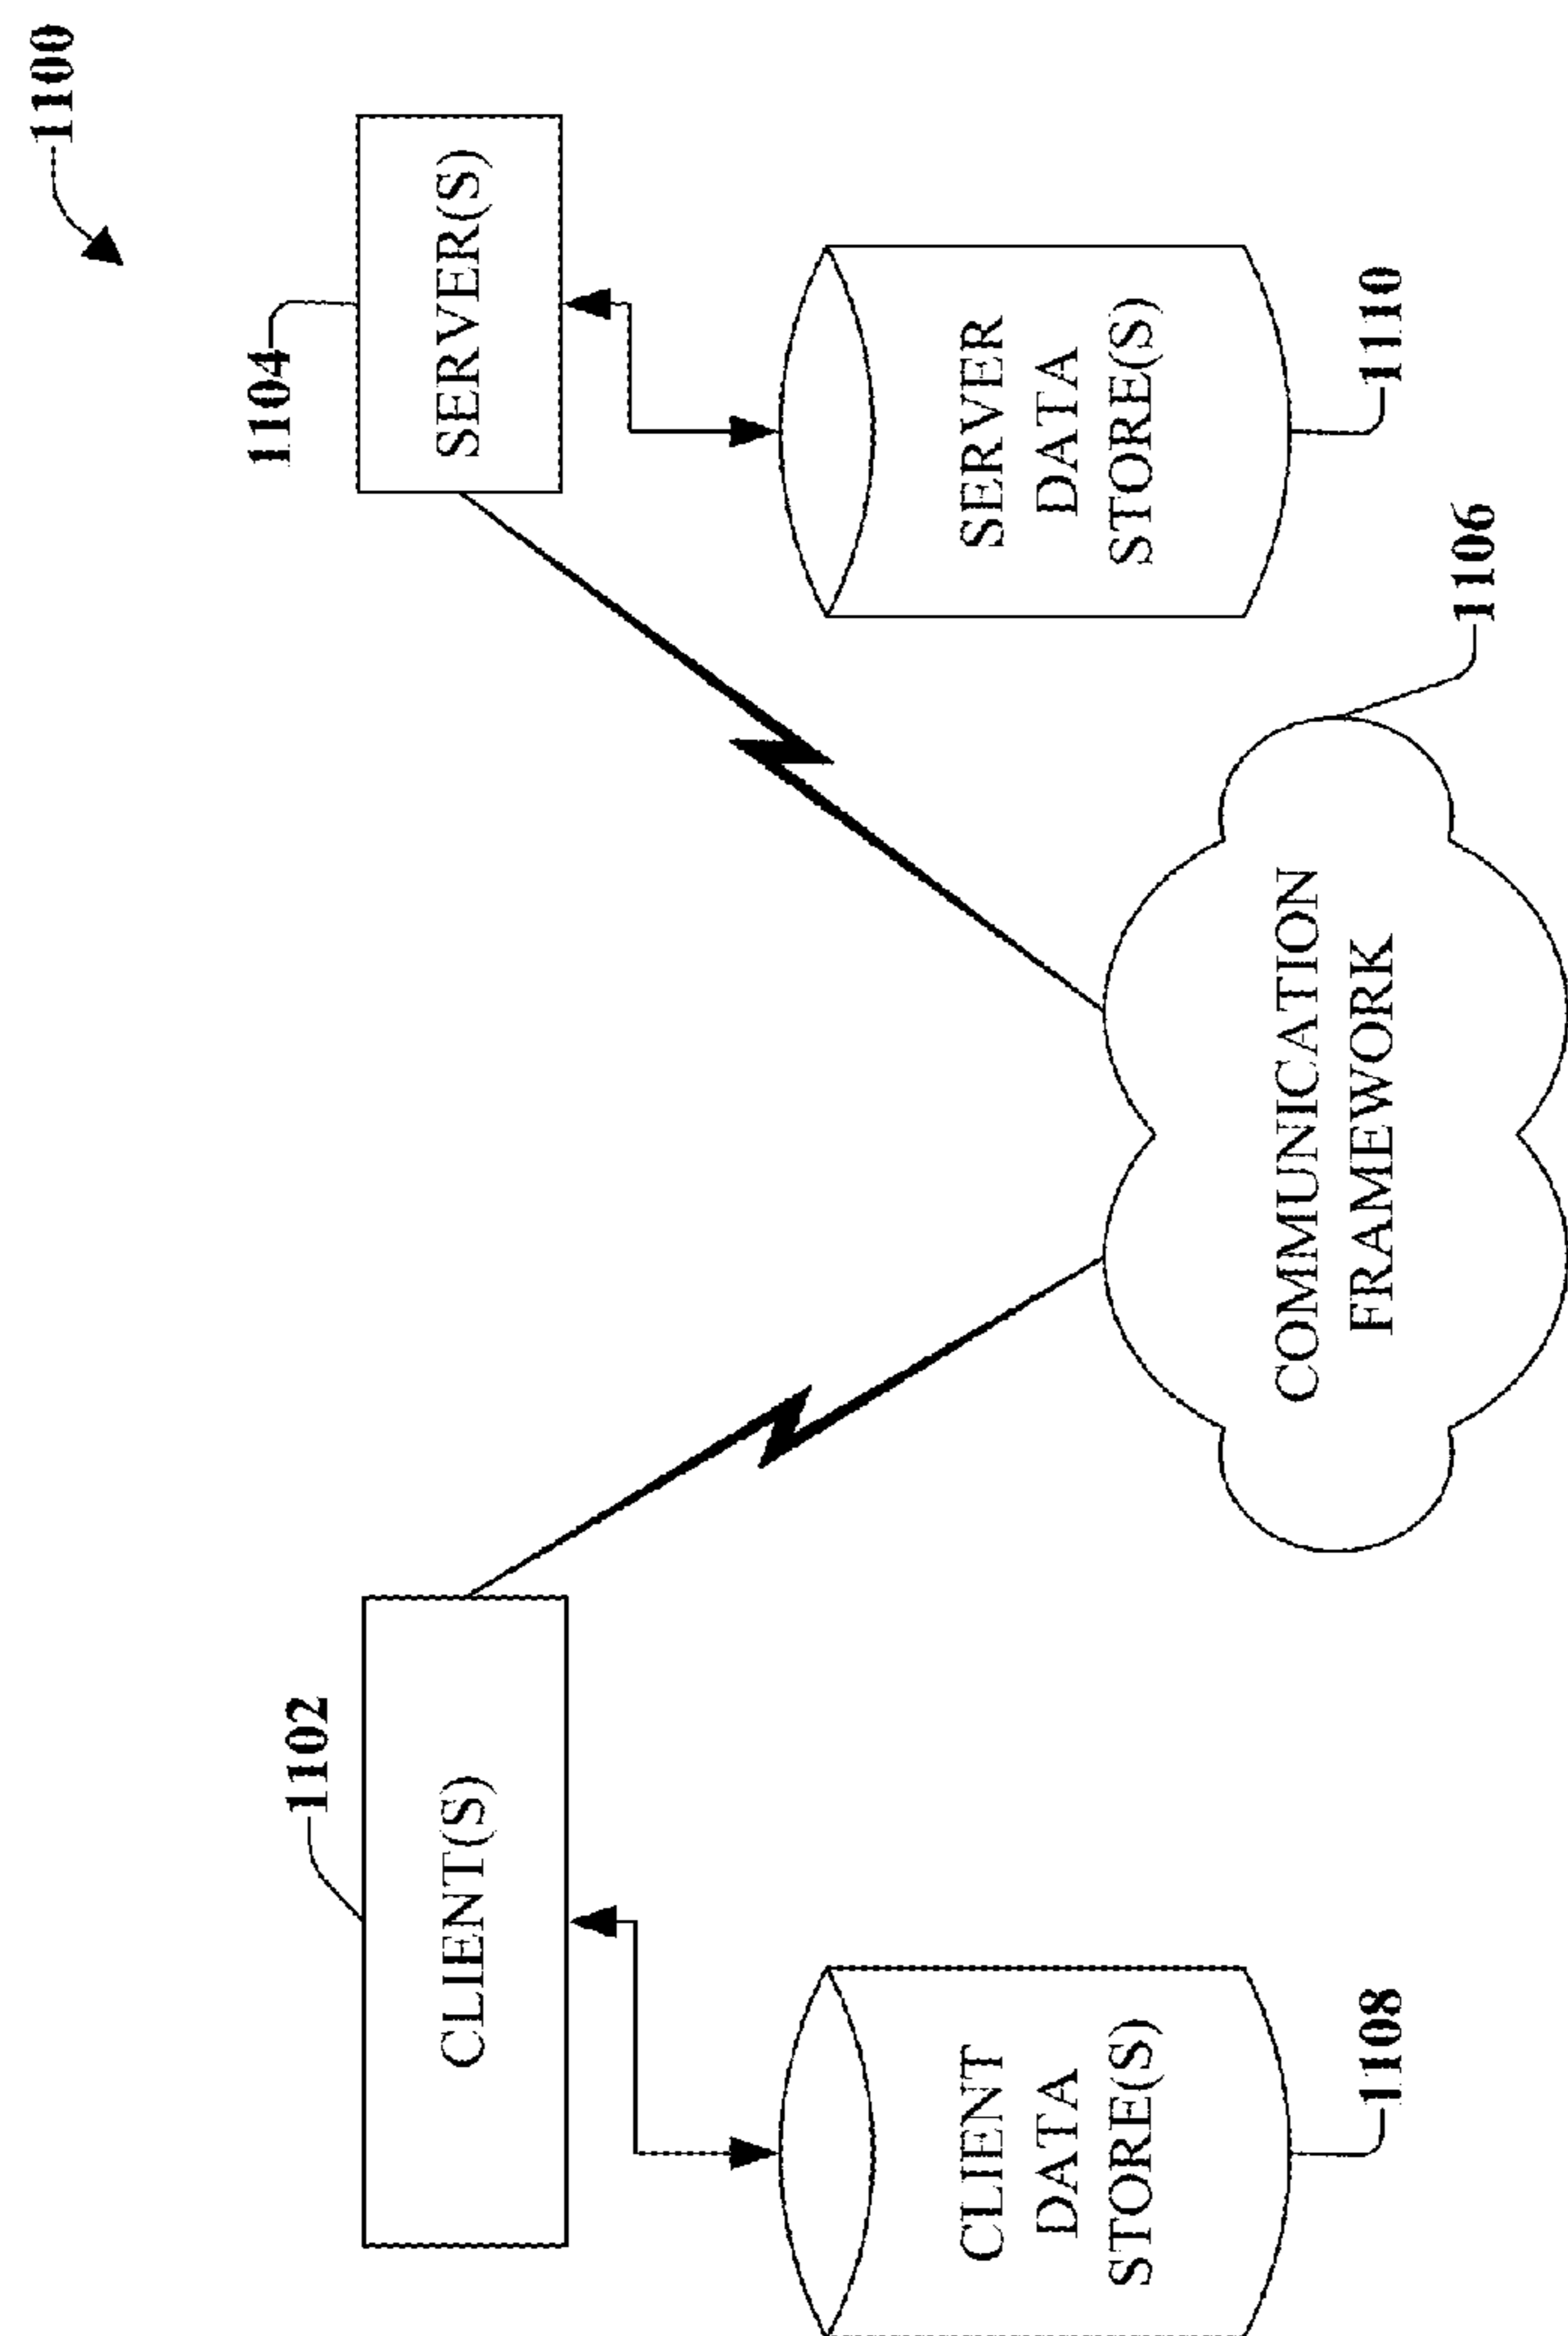 1100
1102
1104
CLIENT(S)
SERVER(S)
CLIENT
DATA
STORE(S)
SERVER
DATA
STORE(S)
COMMUNICATION
FRAMEWORK
1108
1110
1106